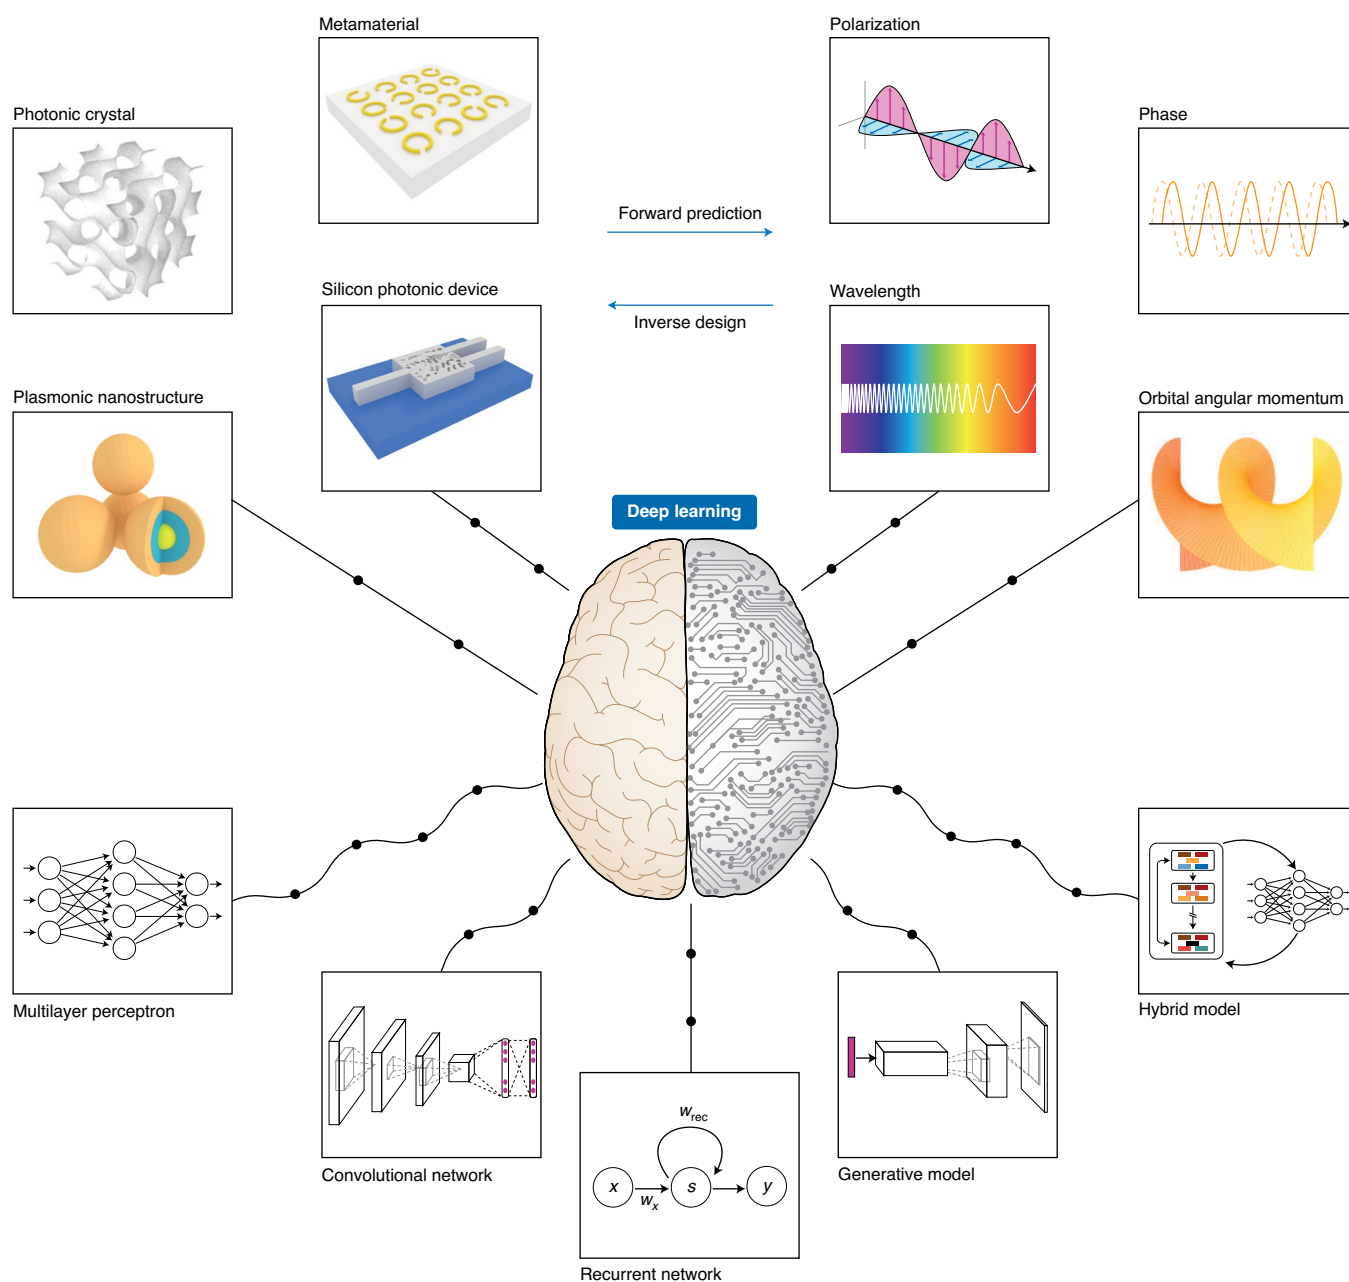 Metamaterial
Polarization
Photonic crystal
Phase
Forward prediction
Silicon photonic device
Wavelength
Inverse design
Plasmonic nanostructure
Orbital angular momentum
Deep learning
Multilayer perceptron
Hybrid model
Convolutional network
Generative model
w_rec
x
s
y
w_x
Recurrent network